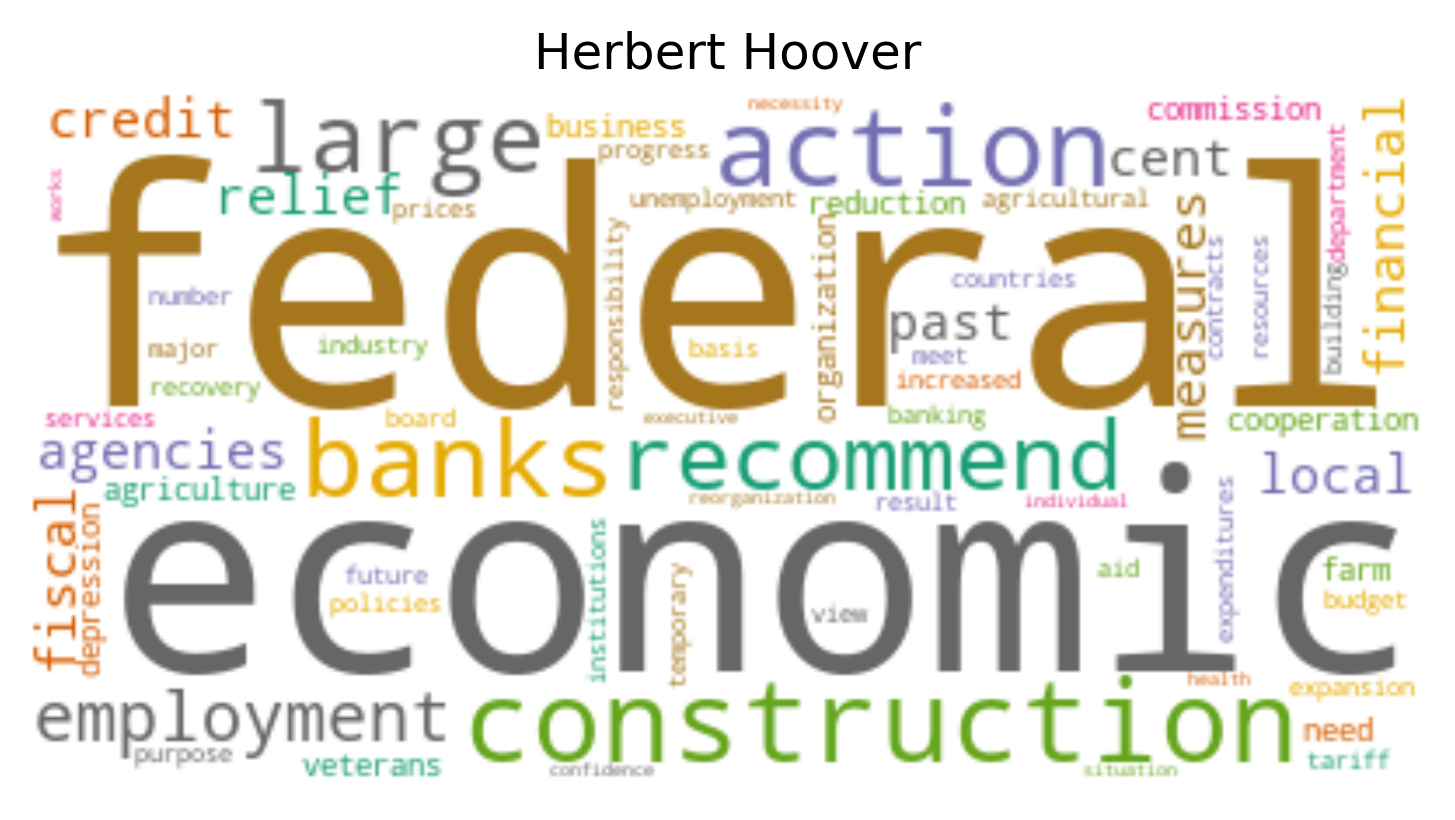 Herbert Hoover
necessity
credit
large
business
action
commission
financial
progress
cent
department
works
relief
prices
unemployment
reduction
agricultural
measures
federal
responsibility
organization
contracts
resources
building
number
countries
past
major
industry
basis
meet
recovery
increased
services
board
executive
banking
cooperation
agencies
banks
recommend
local
agriculture
reorganization
result
individual
fiscal
depression
economic
institutions
temporary
expenditures
future
policies
view
aid
farm
budget
health
expansion
employment
construction
need
purpose
veterans
confidence
situation
tariff